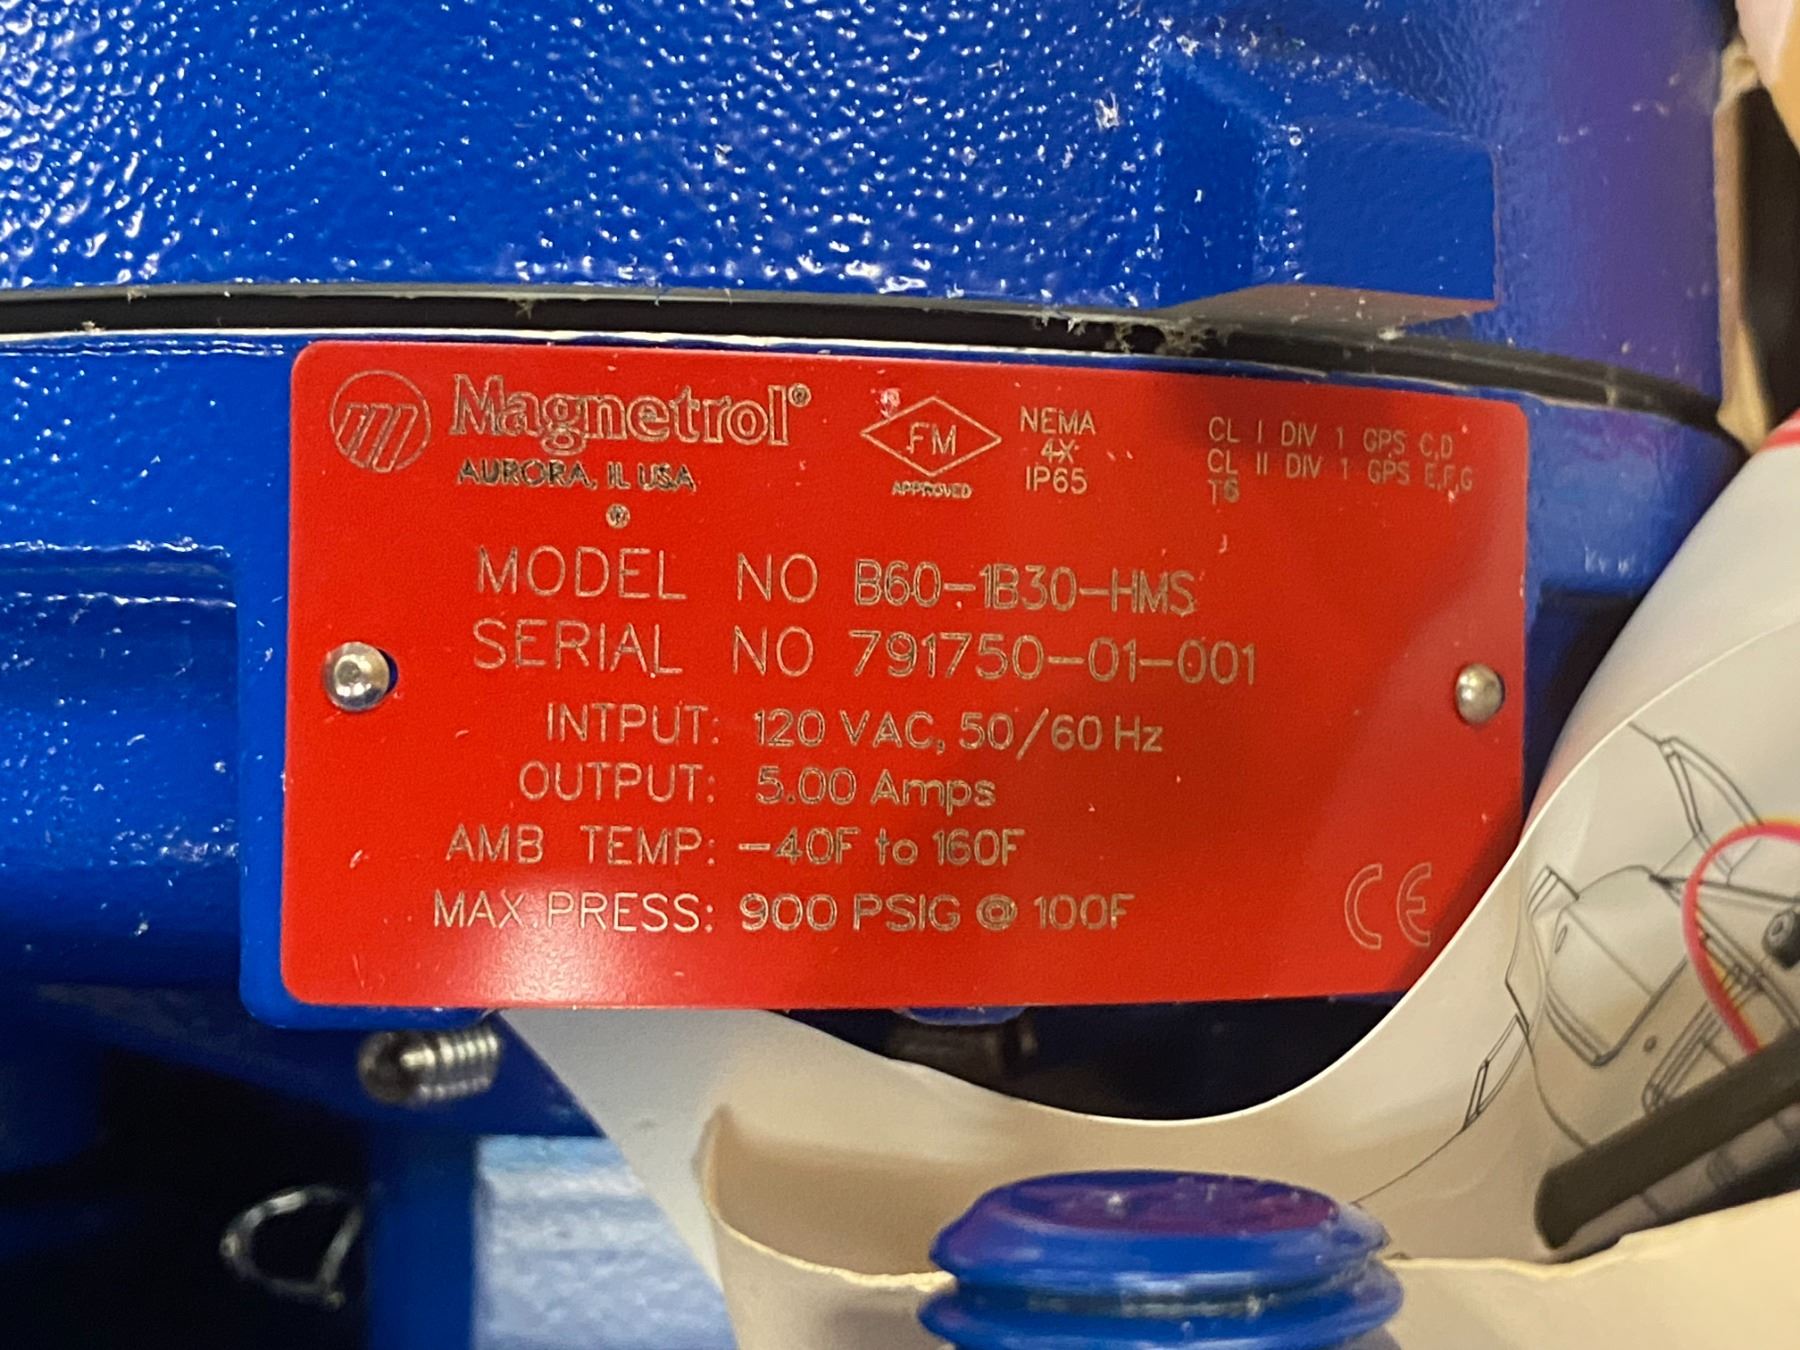 Magnetrol®
AURORA, IL USA
®
FM
APPROVED
NEMA
4X
IP65
CL I DIV 1 GPS C,D
CL II DIV 1 GPS E,F,G
T6
MODEL NO B60-1B30-HMS
SERIAL NO 791750-01-001
INTPUT: 120 VAC, 50/60 Hz
OUTPUT: 5.00 Amps
AMB TEMP: -40F to 160F
MAX.PRESS: 900 PSIG @ 100F
CE